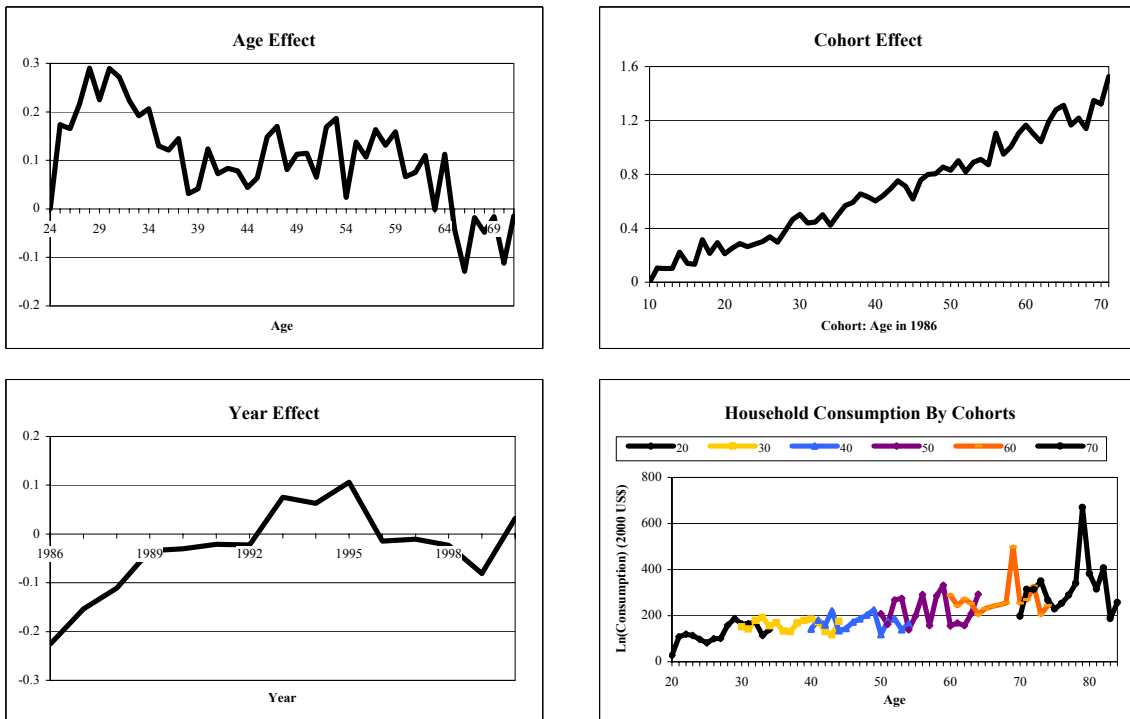 Age Effect
0.3
0.2
0.1
0
24 29 34 39 44 49 54 59 64 69
-0.1
-0.2
Age
Cohort Effect
1.6
1.2
0.8
0.4
0
10 20 30 40 50 60 70
Cohort: Age in 1986
Year Effect
0.2
0.1
0
1986 1989 1992 1995 1998
-0.1
-0.2
-0.3
Year
Household Consumption By Cohorts
20 30 40 50 60 70
Ln(Consumption) (2000 US$)
800
600
400
200
0
20 30 40 50 60 70 80
Age